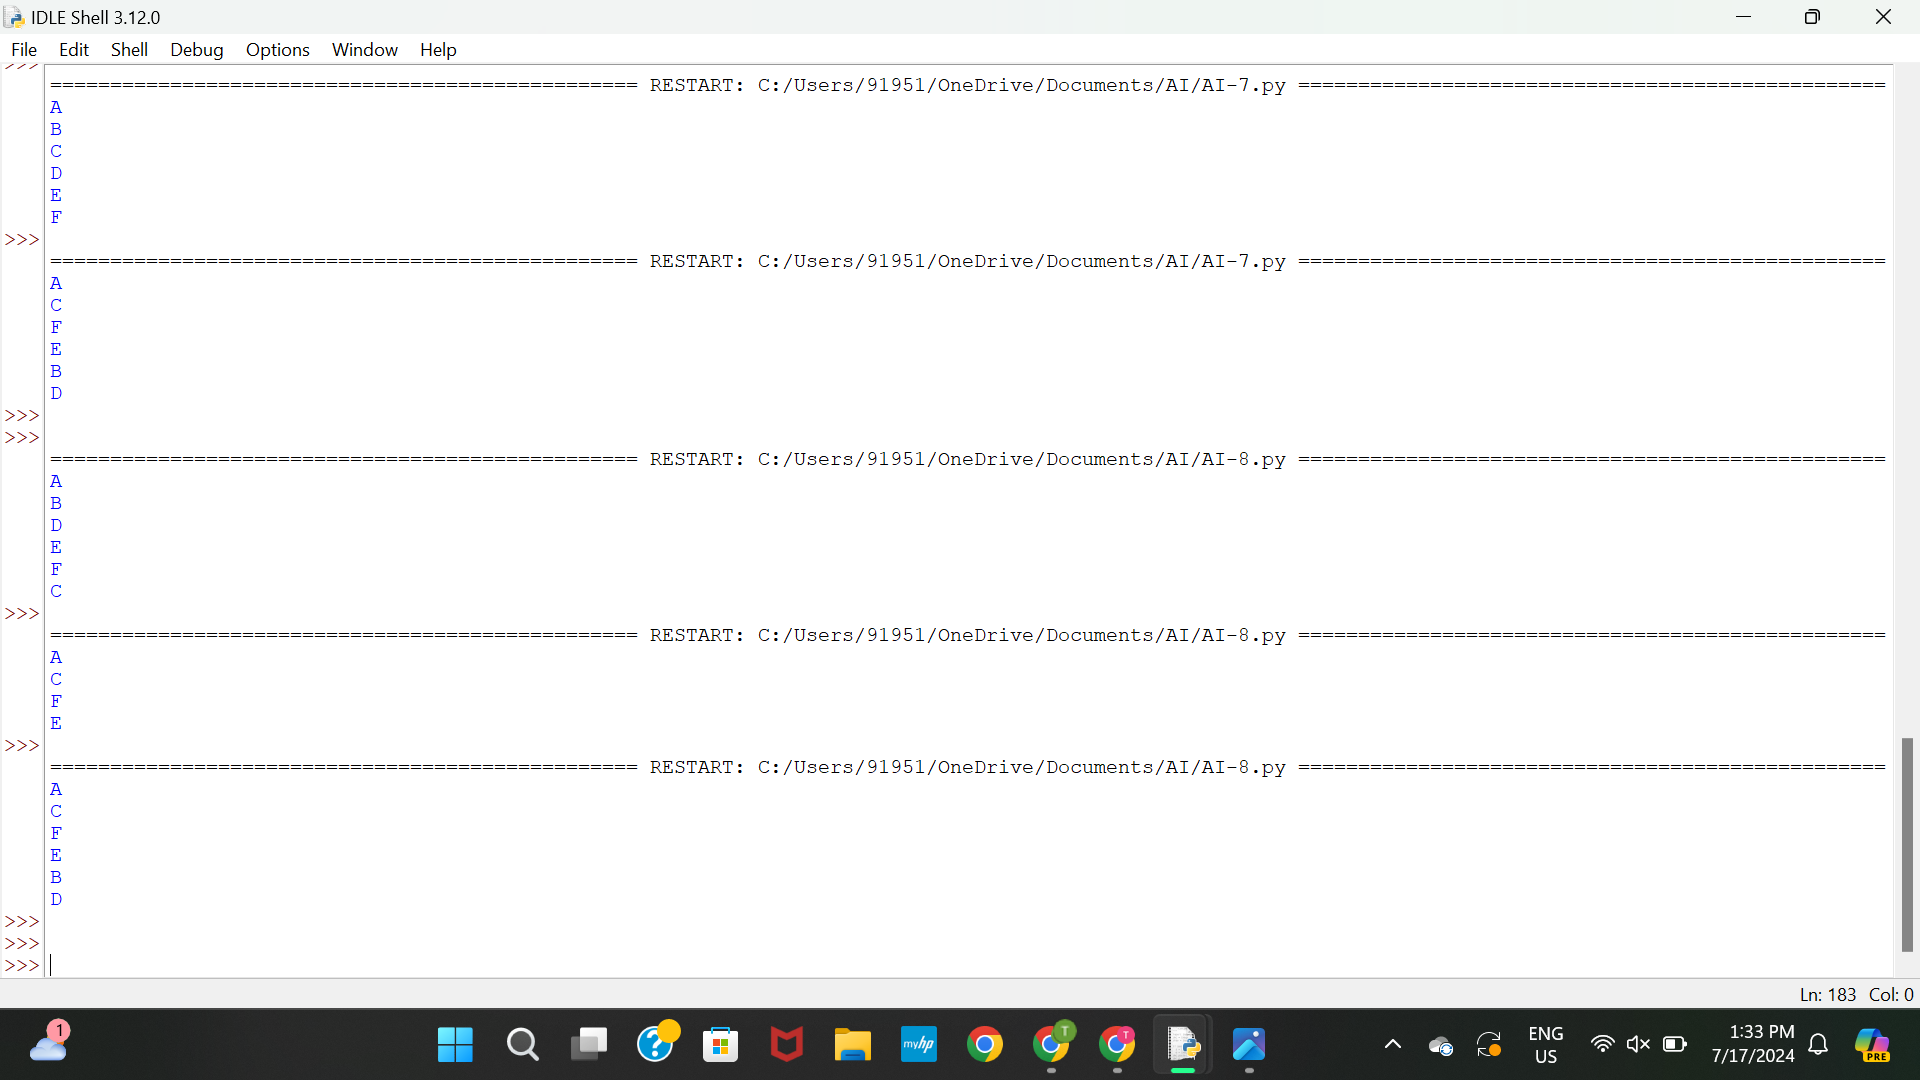 IDLE Shell 3.12.0
File Edit Shell Debug Options Window Help
>>>
================================================= RESTART: C:/Users/91951/OneDrive/Documents/AI/AI-7.py =================================================
A
B
C
D
E
F
>>>
================================================= RESTART: C:/Users/91951/OneDrive/Documents/AI/AI-7.py =================================================
A
C
F
E
B
D
>>>
>>>
================================================= RESTART: C:/Users/91951/OneDrive/Documents/AI/AI-8.py =================================================
A
B
D
E
F
C
>>>
================================================= RESTART: C:/Users/91951/OneDrive/Documents/AI/AI-8.py =================================================
A
C
F
E
>>>
================================================= RESTART: C:/Users/91951/OneDrive/Documents/AI/AI-8.py =================================================
A
C
F
E
B
D
>>>
>>>
>>>
Ln: 183 Col: 0
1
myhp
T
T
ENG
US
1:33 PM
7/17/2024
PRE